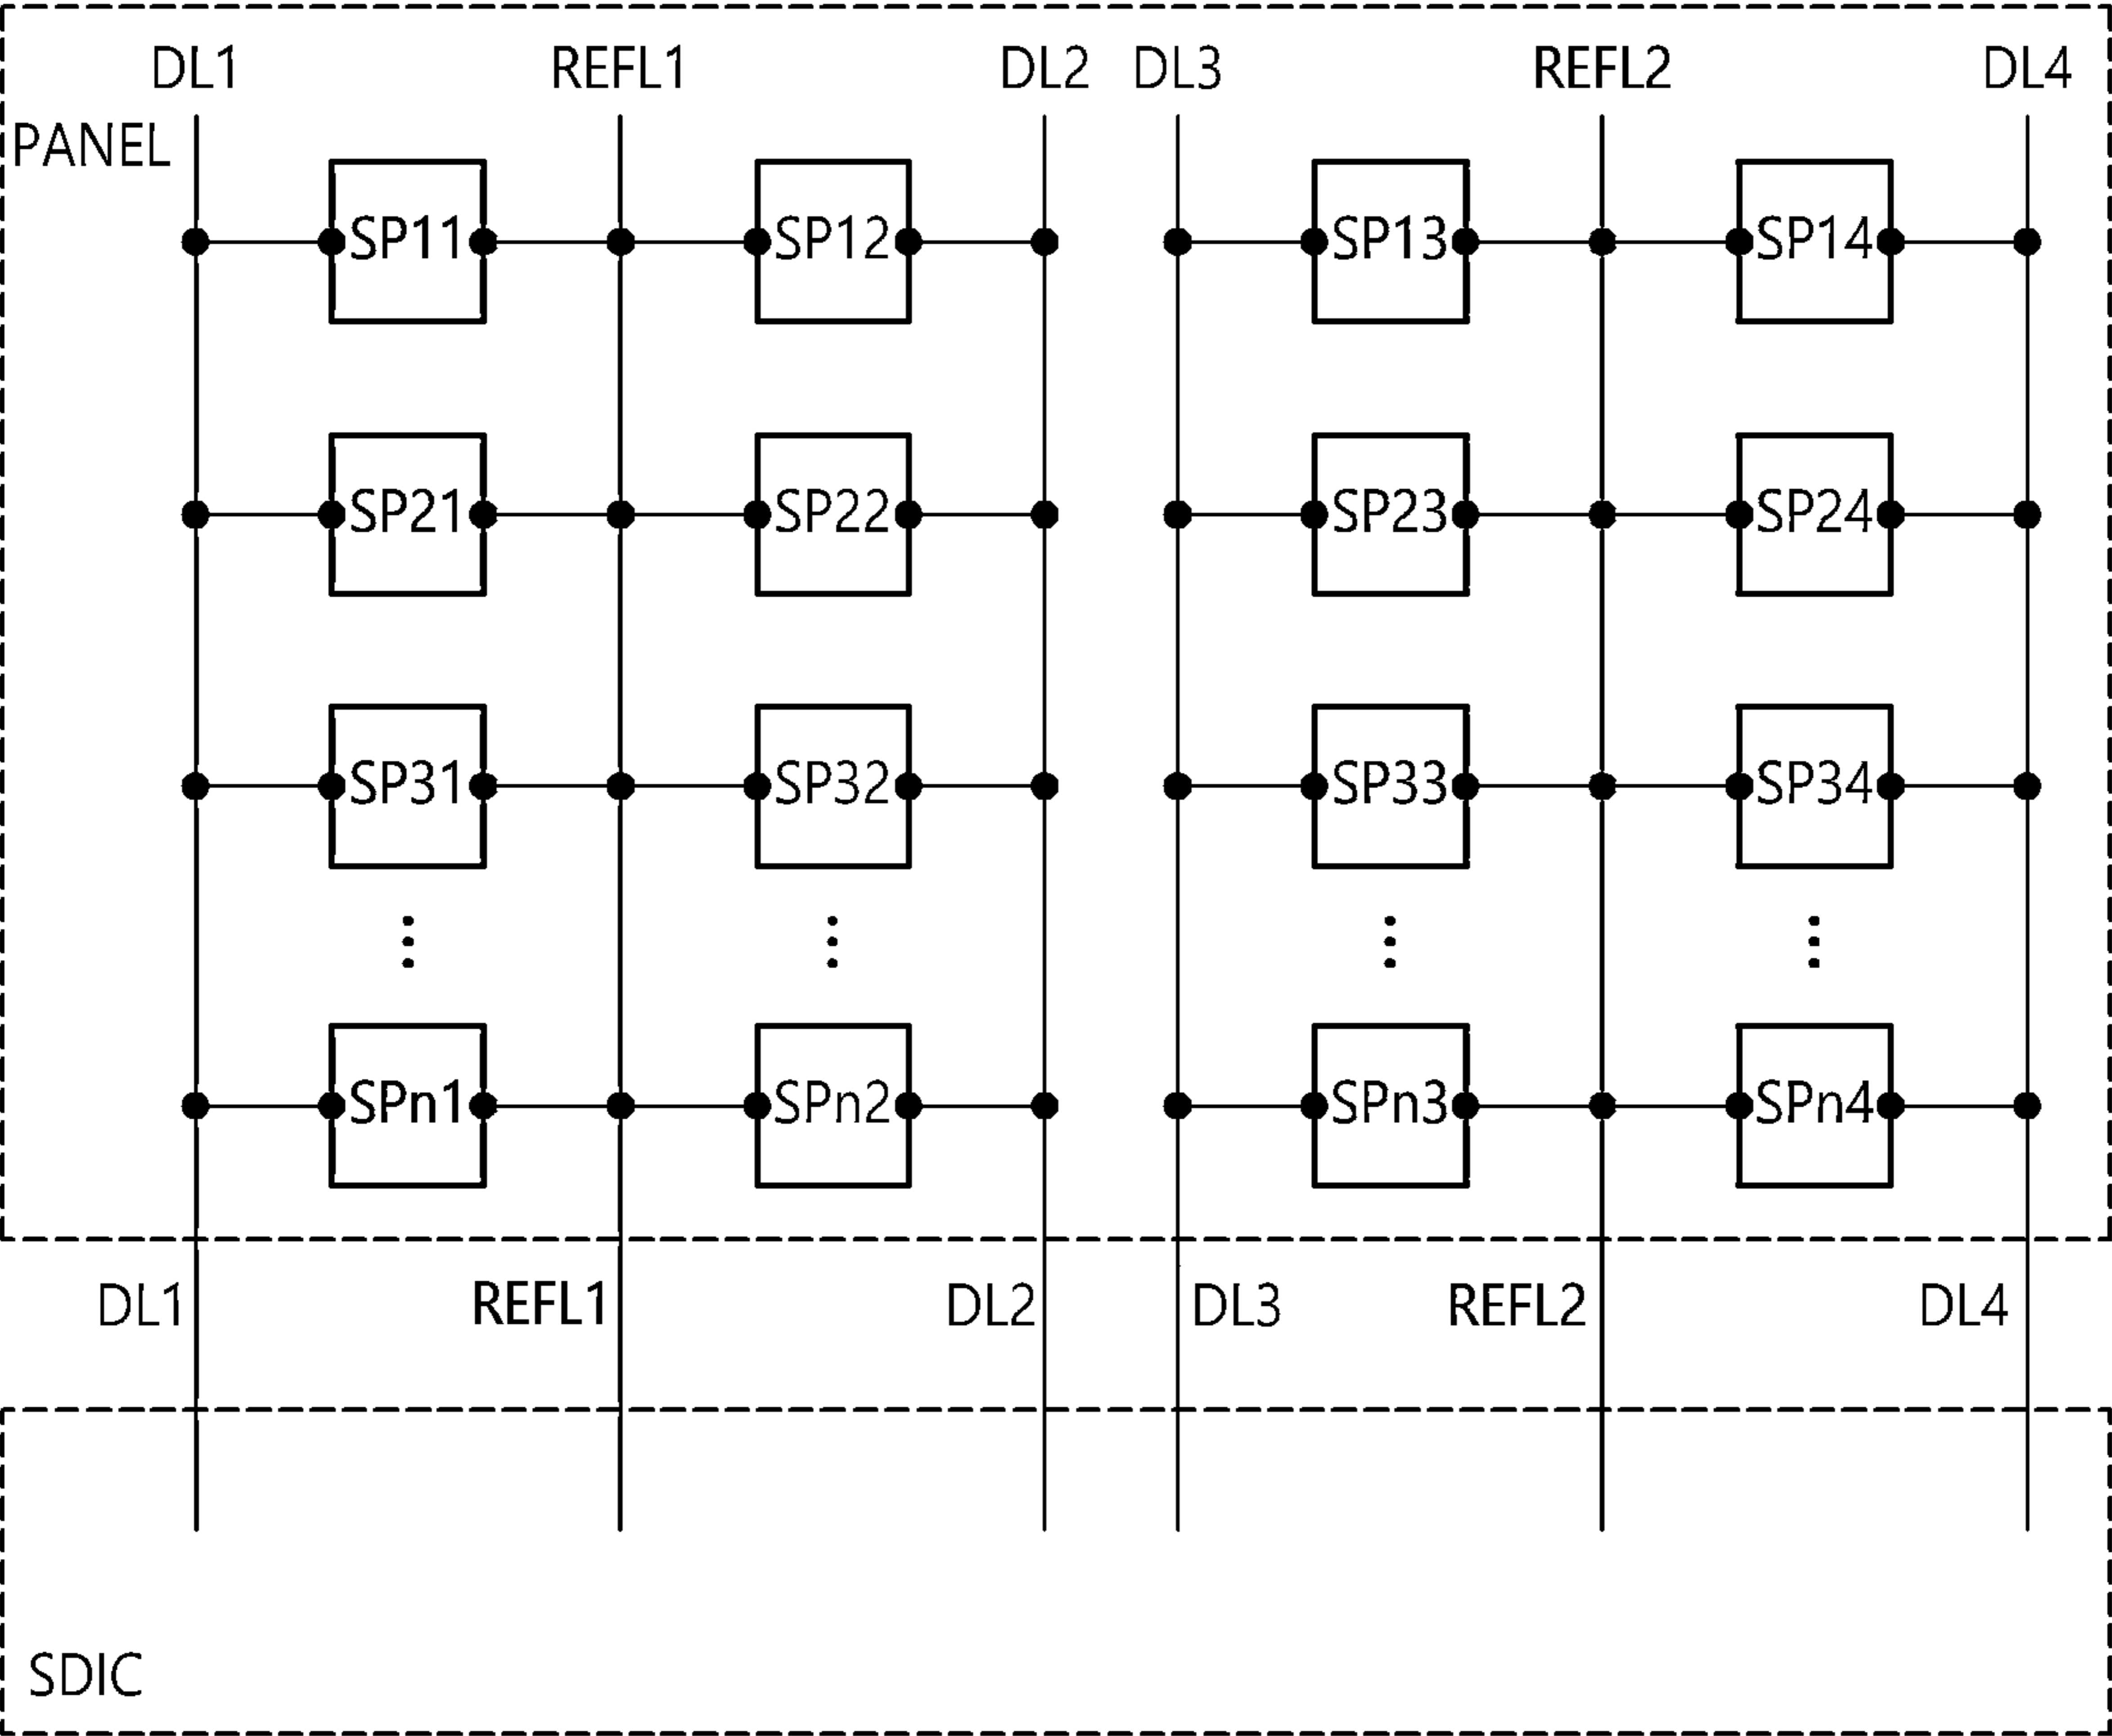 DL1 REFL1 DL2 DL3 REFL2 DL4
PANEL
SP11 SP12 SP13 SP14
SP21 SP22 SP23 SP24
SP31 SP32 SP33 SP34
SPn1 SPn2 SPn3 SPn4
DL1 REFL1 DL2 DL3 REFL2 DL4
SDIC